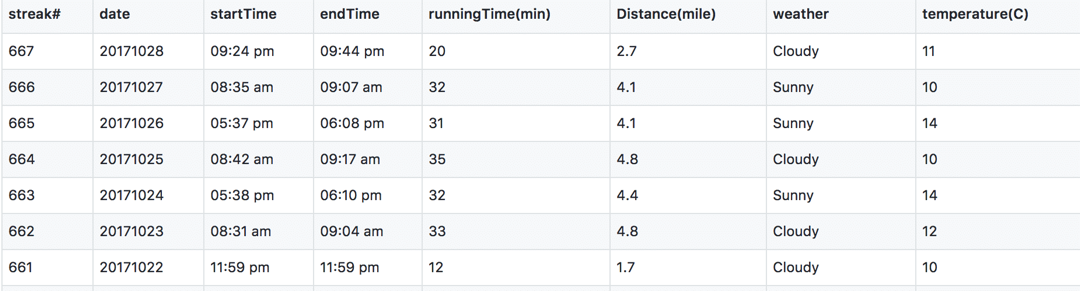 streak# date startTime endTime runningTime(min) Distance(mile) weather temperature(C)
667 20171028 09:24 pm 09:44 pm 20 2.7 Cloudy 11
666 20171027 08:35 am 09:07 am 32 4.1 Sunny 10
665 20171026 05:37 pm 06:08 pm 31 4.1 Sunny 14
664 20171025 08:42 am 09:17 am 35 4.8 Cloudy 10
663 20171024 05:38 pm 06:10 pm 32 4.4 Sunny 14
662 20171023 08:31 am 09:04 am 33 4.8 Cloudy 12
661 20171022 11:59 pm 11:59 pm 12 1.7 Cloudy 10